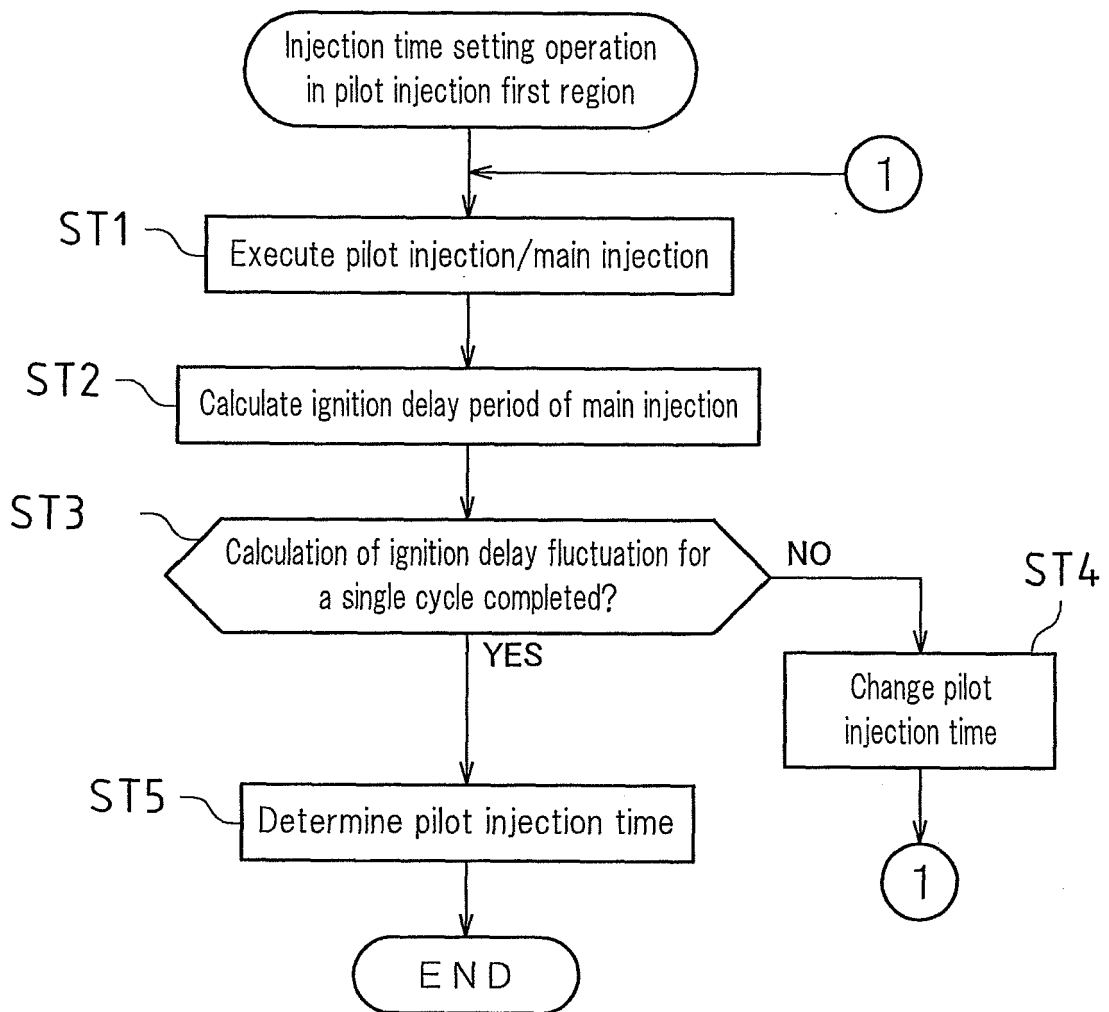 Injection time setting operation
in pilot injection first region
1
ST1
Execute pilot injection/main injection
ST2
Calculate ignition delay period of main injection
ST3
Calculation of ignition delay fluctuation for
a single cycle completed?
NO
ST4
YES
Change pilot
injection time
ST5
Determine pilot injection time
1
END